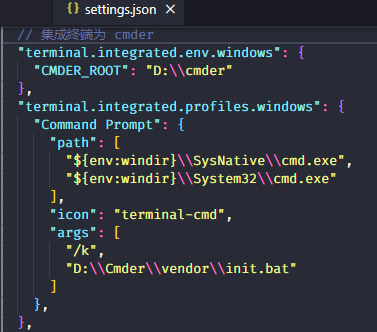 settings.json
// 集成终端为 cmder
"terminal.integrated.env.windows": {
"CMDER_ROOT": "D:\\cmder"
},
"terminal.integrated.profiles.windows": {
"Command Prompt": {
"path": [
"${env:windir}\\SysNative\\cmd.exe",
"${env:windir}\\System32\\cmd.exe"
],
"icon": "terminal-cmd",
"args": [
"/k",
"D:\\Cmder\\vendor\\init.bat"
]
},
},